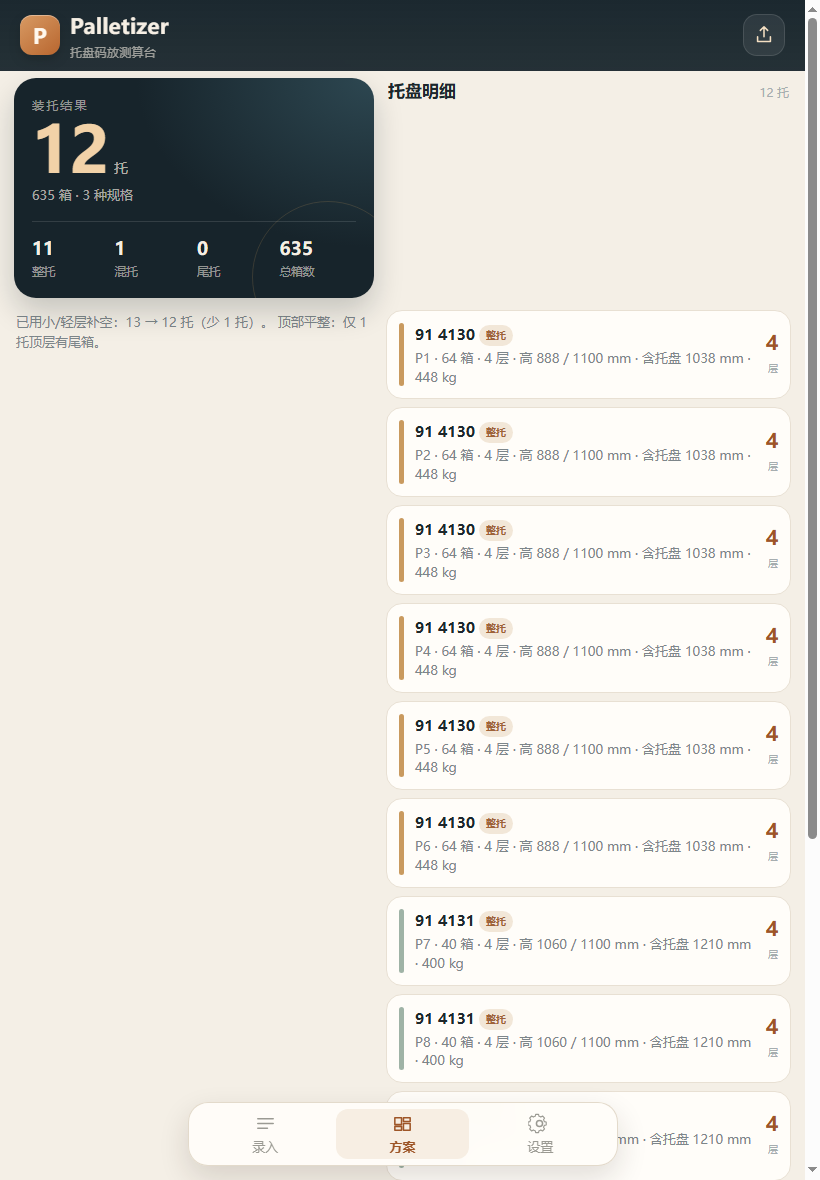 P
Palletizer
托盘码放测算台
装托结果
12 托
635 箱 · 3 种规格
11
整托
1
混托
0
尾托
635
总箱数
已用小/轻层补空：13 → 12 托（少 1 托）。 顶部平整：仅 1
托顶层有尾箱。
托盘明细
12 托
91 4130 整托
P1 · 64 箱 · 4 层 · 高 888 / 1100 mm · 含托盘 1038 mm ·
448 kg
4
层
91 4130 整托
P2 · 64 箱 · 4 层 · 高 888 / 1100 mm · 含托盘 1038 mm ·
448 kg
4
层
91 4130 整托
P3 · 64 箱 · 4 层 · 高 888 / 1100 mm · 含托盘 1038 mm ·
448 kg
4
层
91 4130 整托
P4 · 64 箱 · 4 层 · 高 888 / 1100 mm · 含托盘 1038 mm ·
448 kg
4
层
91 4130 整托
P5 · 64 箱 · 4 层 · 高 888 / 1100 mm · 含托盘 1038 mm ·
448 kg
4
层
91 4130 整托
P6 · 64 箱 · 4 层 · 高 888 / 1100 mm · 含托盘 1038 mm ·
448 kg
4
层
91 4131 整托
P7 · 40 箱 · 4 层 · 高 1060 / 1100 mm · 含托盘 1210 mm
· 400 kg
4
层
91 4131 整托
P8 · 40 箱 · 4 层 · 高 1060 / 1100 mm · 含托盘 1210 mm
· 400 kg
4
层
mm · 含托盘 1210 mm
4
层
录入
方案
设置